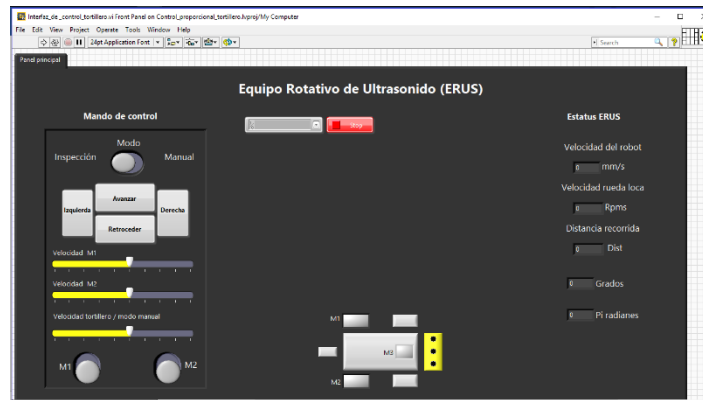 Interfaz_de_control_tortillero.vi Front Panel on Control_proporcional_tortillero.lvproj/My Computer
File Edit View Project Operate Tools Window Help
24pt Application Font
Search
Panel principal
Equipo Rotativo de Ultrasonido (ERUS)
Mando de control
Stop
Estatus ERUS
Modo
Inspección
Manual
Avanzar
Izquierda
Derecha
Retroceder
Velocidad M1
Velocidad M2
Velocidad tortillero / modo manual
M1
M2
Velocidad del robot
0 mm/s
Velocidad rueda loca
0 Rpms
Distancia recorrida
0 Dist
0 Grados
0 Pi radianes
M1
M3
M2